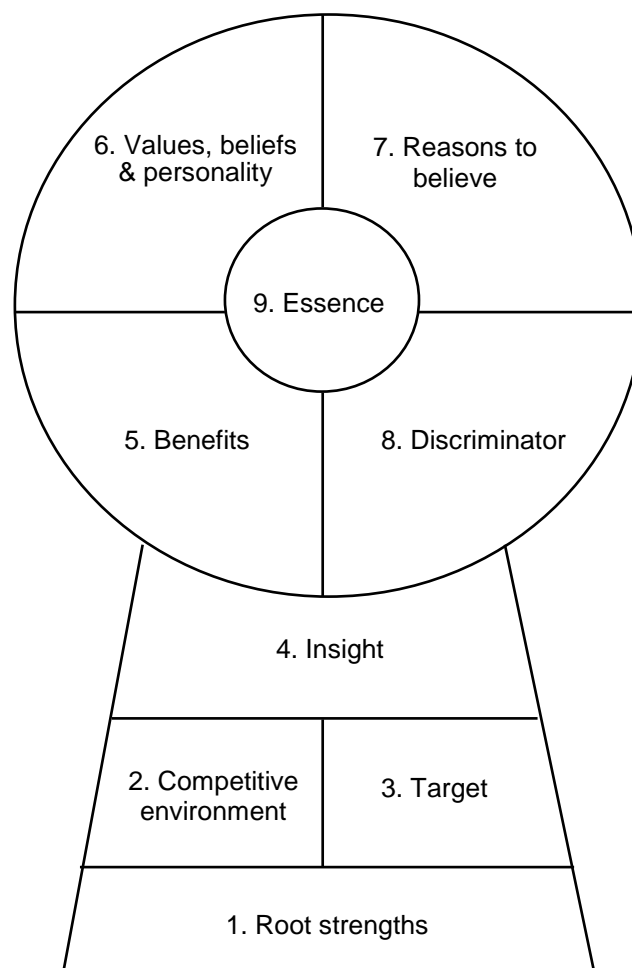 6. Values, beliefs
& personality
7. Reasons to
believe
9. Essence
5. Benefits
8. Discriminator
4. Insight
2. Competitive
environment
3. Target
1. Root strengths